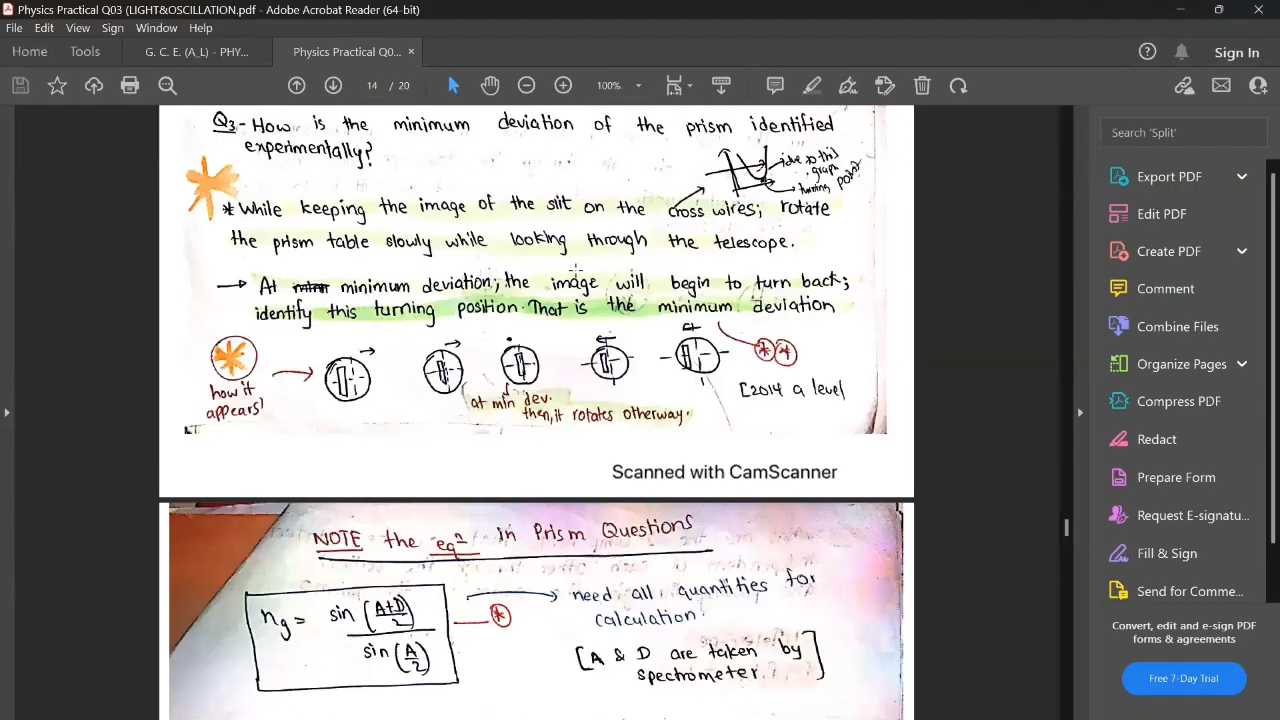 Physics Practical Q03 (LIGHT&OSCILLATION.pdf - Adobe Acrobat Reader (64-bit)
File Edit View Sign Window Help
Home Tools G. C. E. (A_L) - PHY... Physics Practical Q0... ×
Sign In
14 / 20 100%
Search 'Split'
Export PDF
Edit PDF
Create PDF
Comment
Combine Files
Organize Pages
Compress PDF
Redact
Prepare Form
Request E-signatu...
Fill & Sign
Send for Comme...
Convert, edit and e-sign PDF
forms & agreements
Free 7-Day Trial
Q3 - How is the minimum deviation of the prism identified
experimentally?
due to this
graph
turning point
* While keeping the image of the slit on the cross wires; rotate
the prism table slowly while looking through the telescope.
→ At minimum deviation; the image will begin to turn back;
identify this turning position. That is the minimum deviation
how it
appears!
at min dev.
then, it rotates otherway.
[2014 a level
Scanned with CamScanner
NOTE the eqn in Prism Questions
ng = sin (A+D/2) / sin (A/2)
need all quantities for
calculation.
[A & D are taken by
spectrometer]